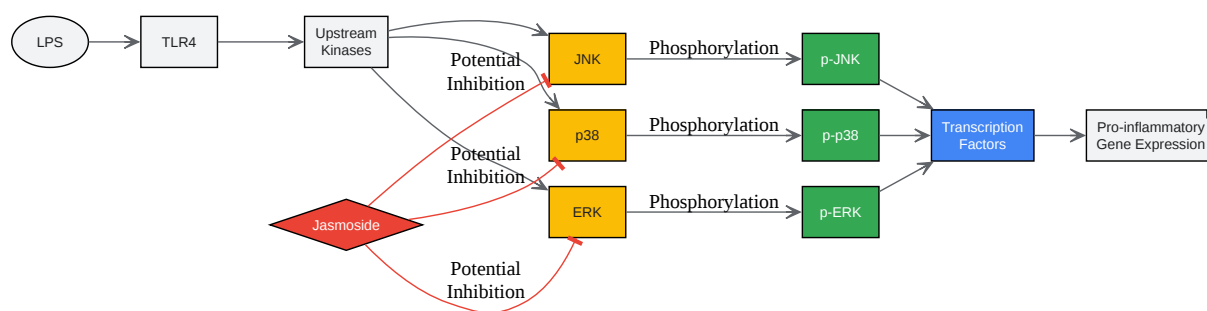 LPS
TLR4
Upstream
Kinases
Potential
Inhibition
JNK
Phosphorylation
p-JNK
p38
Phosphorylation
p-p38
Transcription
Factors
Pro-inflammatory
Gene Expression
Potential
Inhibition
ERK
Phosphorylation
p-ERK
Jasmoside
Potential
Inhibition